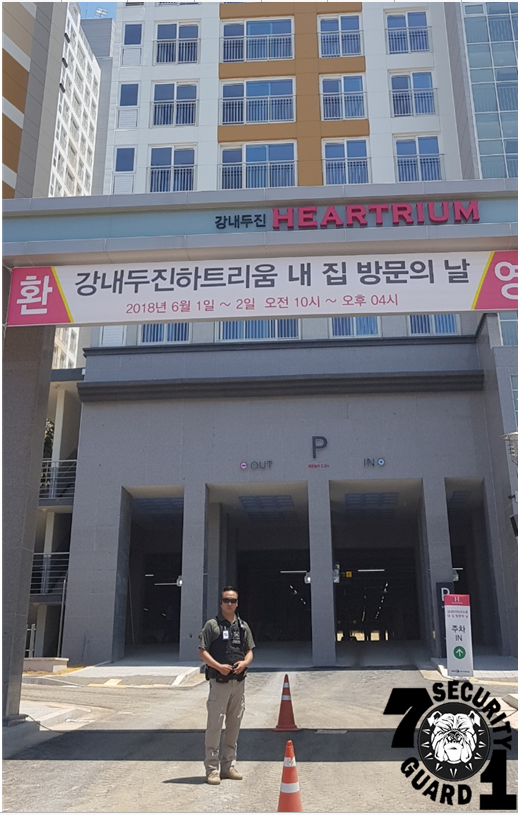 강내두진 HEARTRIUM
환 강내두진하트리움 내 집 방문의 날 영
2018년 6월 1일 ~ 2일 오전 10시 ~ 오후 04시
P
OUT
IN
P
주차
IN
71 SECURITY GUARD